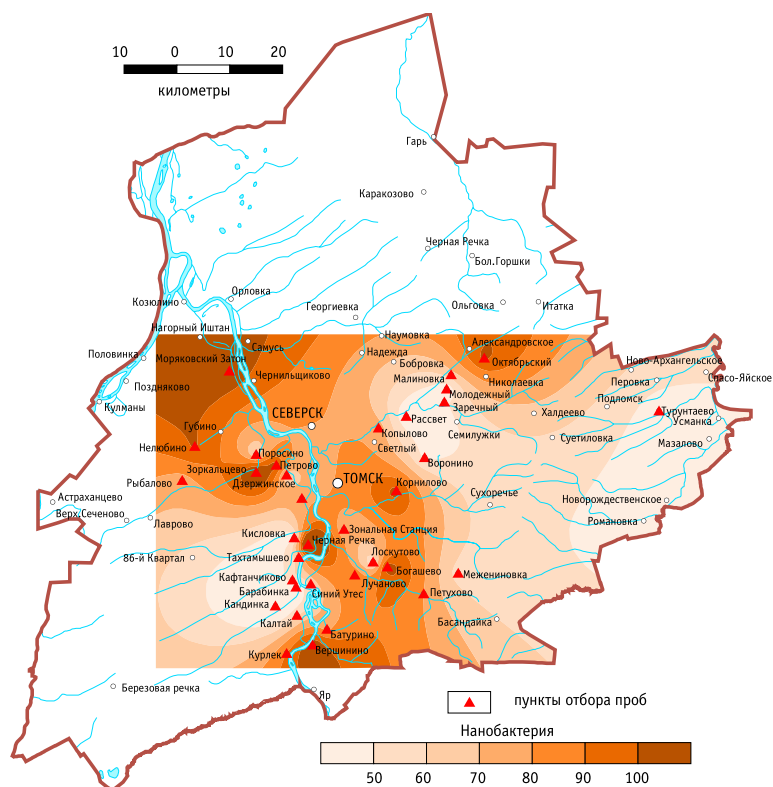 10 0 10 20
километры
Гарь
Каракозово
Черная Речка
Бол.Горшки
Орловка
Козюлино
Георгиевка
Ольговка
Итатка
Нагорный Иштан
Наумовка
Александровское
Самусь
Половинка
Моряковский Затон
Надежда
Бобровка
Октябрьский
Ново-Архангельское
Чернильщиково
Малиновка
Николаевка
Перовка
Спасо-Яйское
Поздняково
Молодежный
Подломск
Кулманы
СЕВЕРСК
Заречный
Халдеево
Турунтаево
Рассвет
Усманка
Губино
Копылово
Семилужки
Суетиловка
Мазалово
Нелюбино
Светлый
Поросино
Воронино
Зоркальцево
Петрово
Рыбалово
Дзержинское
ТОМСК
Корнилово
Сухоречье
Астраханцево
Новорождественское
Верх.Сеченово
Лаврово
Романовка
Кисловка
Зональная Станция
Черная Речка
86-й Квартал
Тахтамышево
Лоскутово
Богашево
Кафтанчиково
Лучаново
Межениновка
Барабинка
Синий Утес
Петухово
Кандинка
Калтай
Басандайка
Батурино
Курлек
Вершинино
Березовая речка
Яр
пункты отбора проб
Нанобактерия
50 60 70 80 90 100